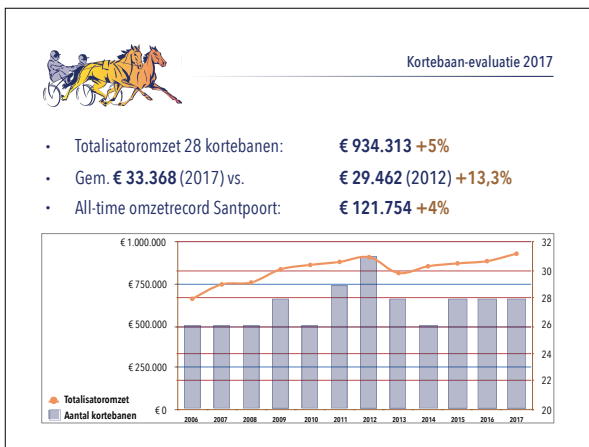 Kortebaan-evaluatie 2017
• Totalisatoromzet 28 kortebanen: € 934.313 +5%
• Gem. € 33.368 (2017) vs. € 29.462 (2012) +13,3%
• All-time omzetrecord Santpoort: € 121.754 +4%
€ 1.000.000 32
30
€ 750.000
28
€ 500.000 26
24
€ 250.000
22
€ 0 20
Totalisatoromzet
Aantal kortebanen
2006 2007 2008 2009 2010 2011 2012 2013 2014 2015 2016 2017